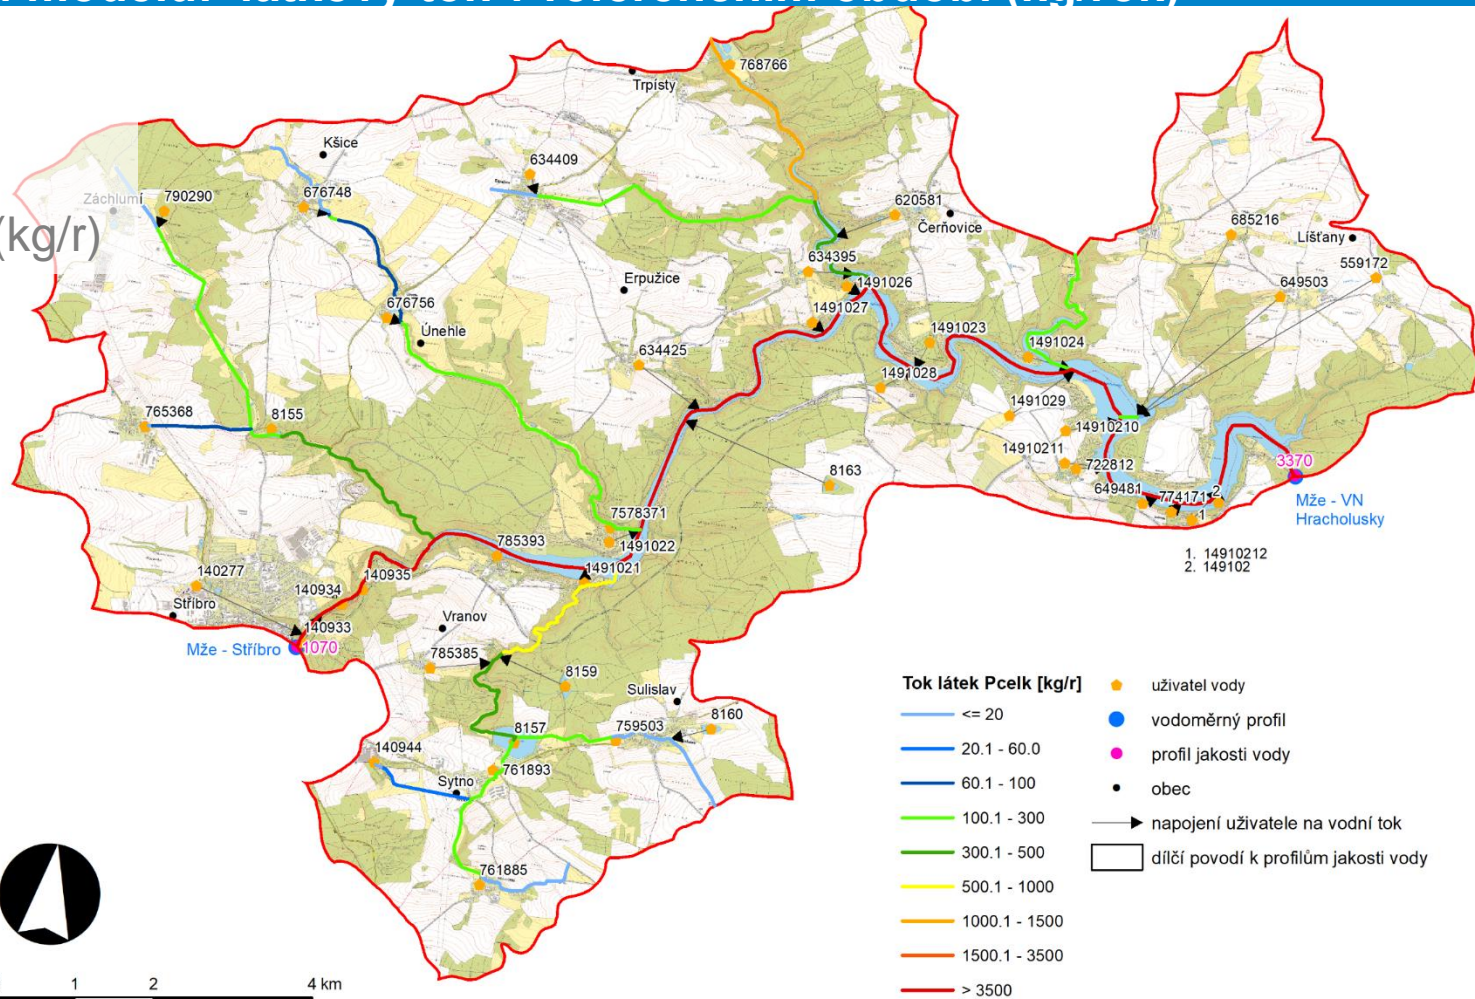 (kg/r)
768766
Trpísty
Kšice
634409
Záchlumí
790290
676748
620581
Černovice
685216
Líšťany
559172
634395
Erpužice
1491026
649503
676756
1491027
Únehle
1491023
634425
1491024
1491028
765368
8155
1491029
14910210
14910211
722812
3370
8163
649481
774171
2
1
Mže - VN
Hracholusky
7578371
785393
1491022
1. 14910212
2. 149102
140277
140934
140935
1491021
Stříbro
140933
Vranov
Mže - Stříbro
1070
785385
8159
Sulislav
8157
759503
8160
140944
761893
Sytno
761885
Tok látek Pcelk [kg/r]
<= 20
20.1 - 60.0
60.1 - 100
100.1 - 300
300.1 - 500
500.1 - 1000
1000.1 - 1500
1500.1 - 3500
> 3500
uživatel vody
vodoměrný profil
profil jakosti vody
obec
napojení uživatele na vodní tok
dílčí povodí k profilům jakosti vody
1 2 4 km